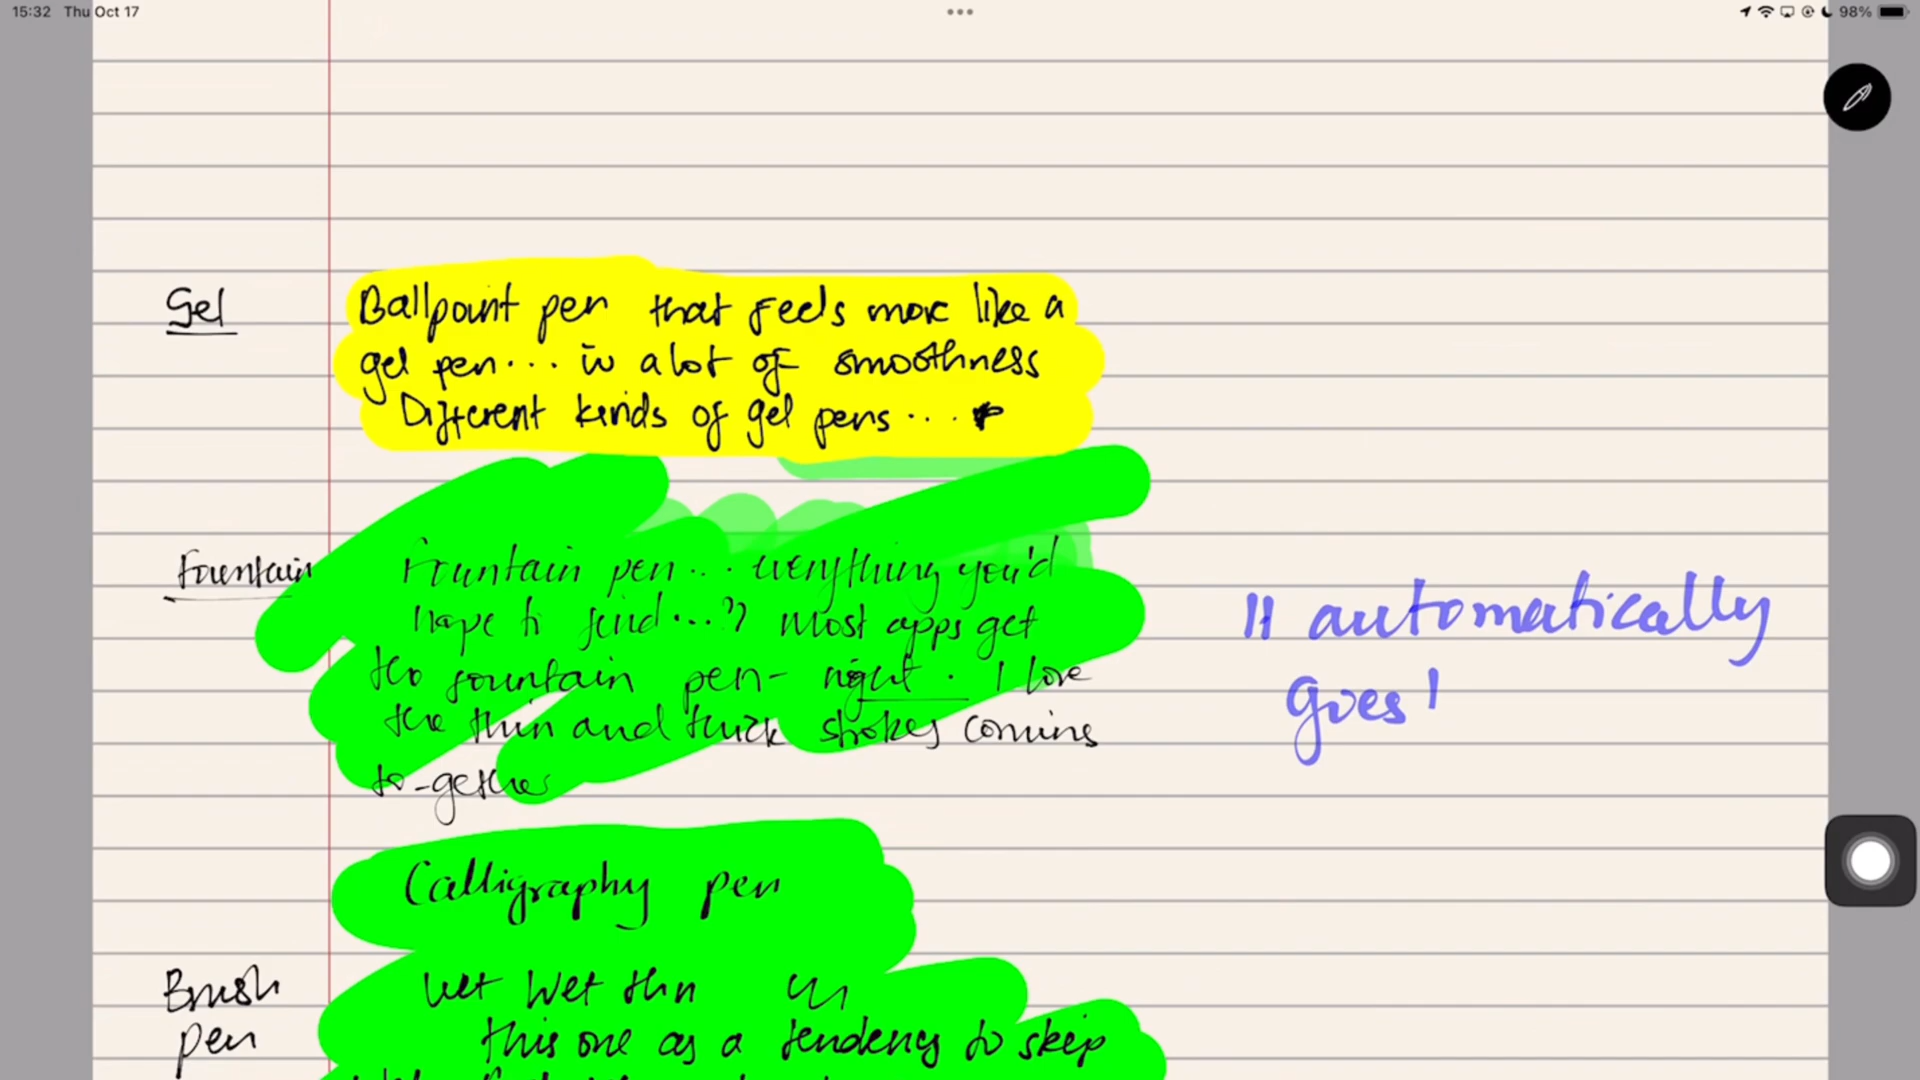 15:32 Thu Oct 17
98%
Gel
Ballpoint pen that feels more like a
gel pen... is a lot of smoothness
Different kinds of gel pens...
Fountain
Fountain pen... everything you'd
hope to find...? Most apps get
the fountain pen- right. I love
the thin and thick strokes coming
to-gether
It automatically
goes!
Calligraphy pen
Brush
pen
Wet Wet thn
this one as a tendency to skip